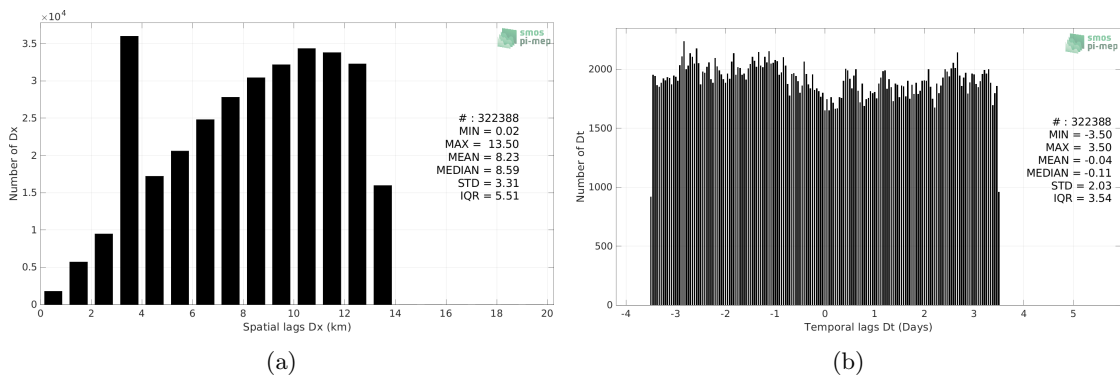 ×10⁴
3.5
3
2.5
2
1.5
1
0.5
0
Number of Dx
0 2 4 6 8 10 12 14 16 18 20
Spatial lags Dx (km)
smos
pi-mep
# : 322388
MIN = 0.02
MAX = 13.50
MEAN = 8.23
MEDIAN = 8.59
STD = 3.31
IQR = 5.51
(a)
2000
1500
1000
500
0
Number of Dt
-4 -3 -2 -1 0 1 2 3 4 5
Temporal lags Dt (Days)
smos
pi-mep
# : 322388
MIN = -3.50
MAX = 3.50
MEAN = -0.04
MEDIAN = -0.11
STD = 2.03
IQR = 3.54
(b)